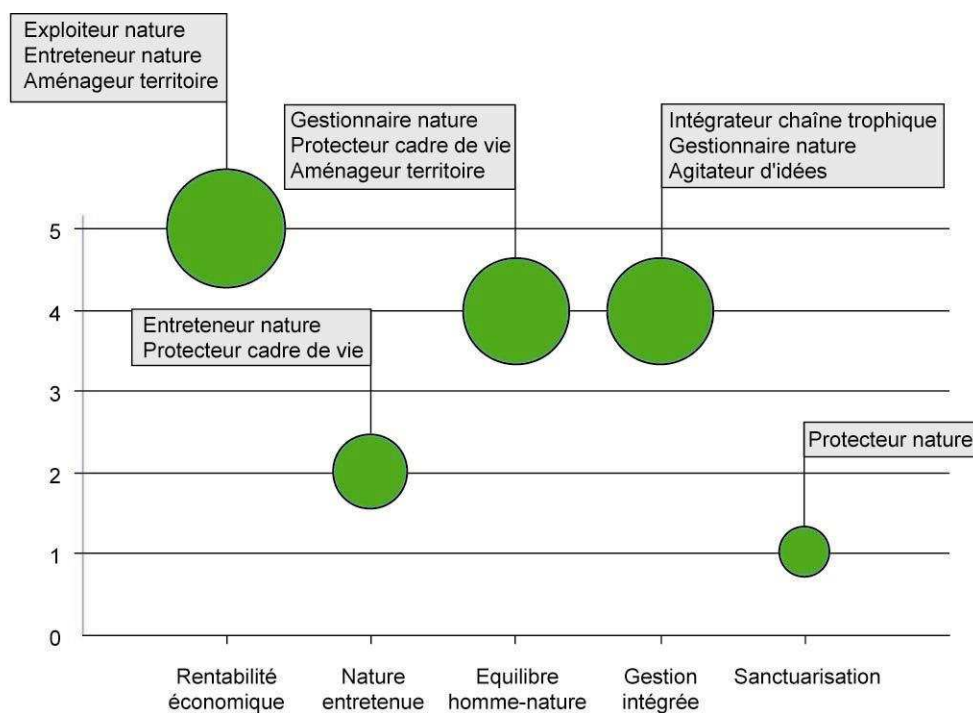 Exploiteur nature
Entreteneur nature
Aménageur territoire
Gestionnaire nature
Protecteur cadre de vie
Aménageur territoire
Intégrateur chaîne trophique
Gestionnaire nature
Agitateur d'idées
Entreteneur nature
Protecteur cadre de vie
Protecteur nature
5
4
3
2
1
0
Rentabilité
économique
Nature
entretenue
Equilibre
homme-nature
Gestion
intégrée
Sanctuarisation